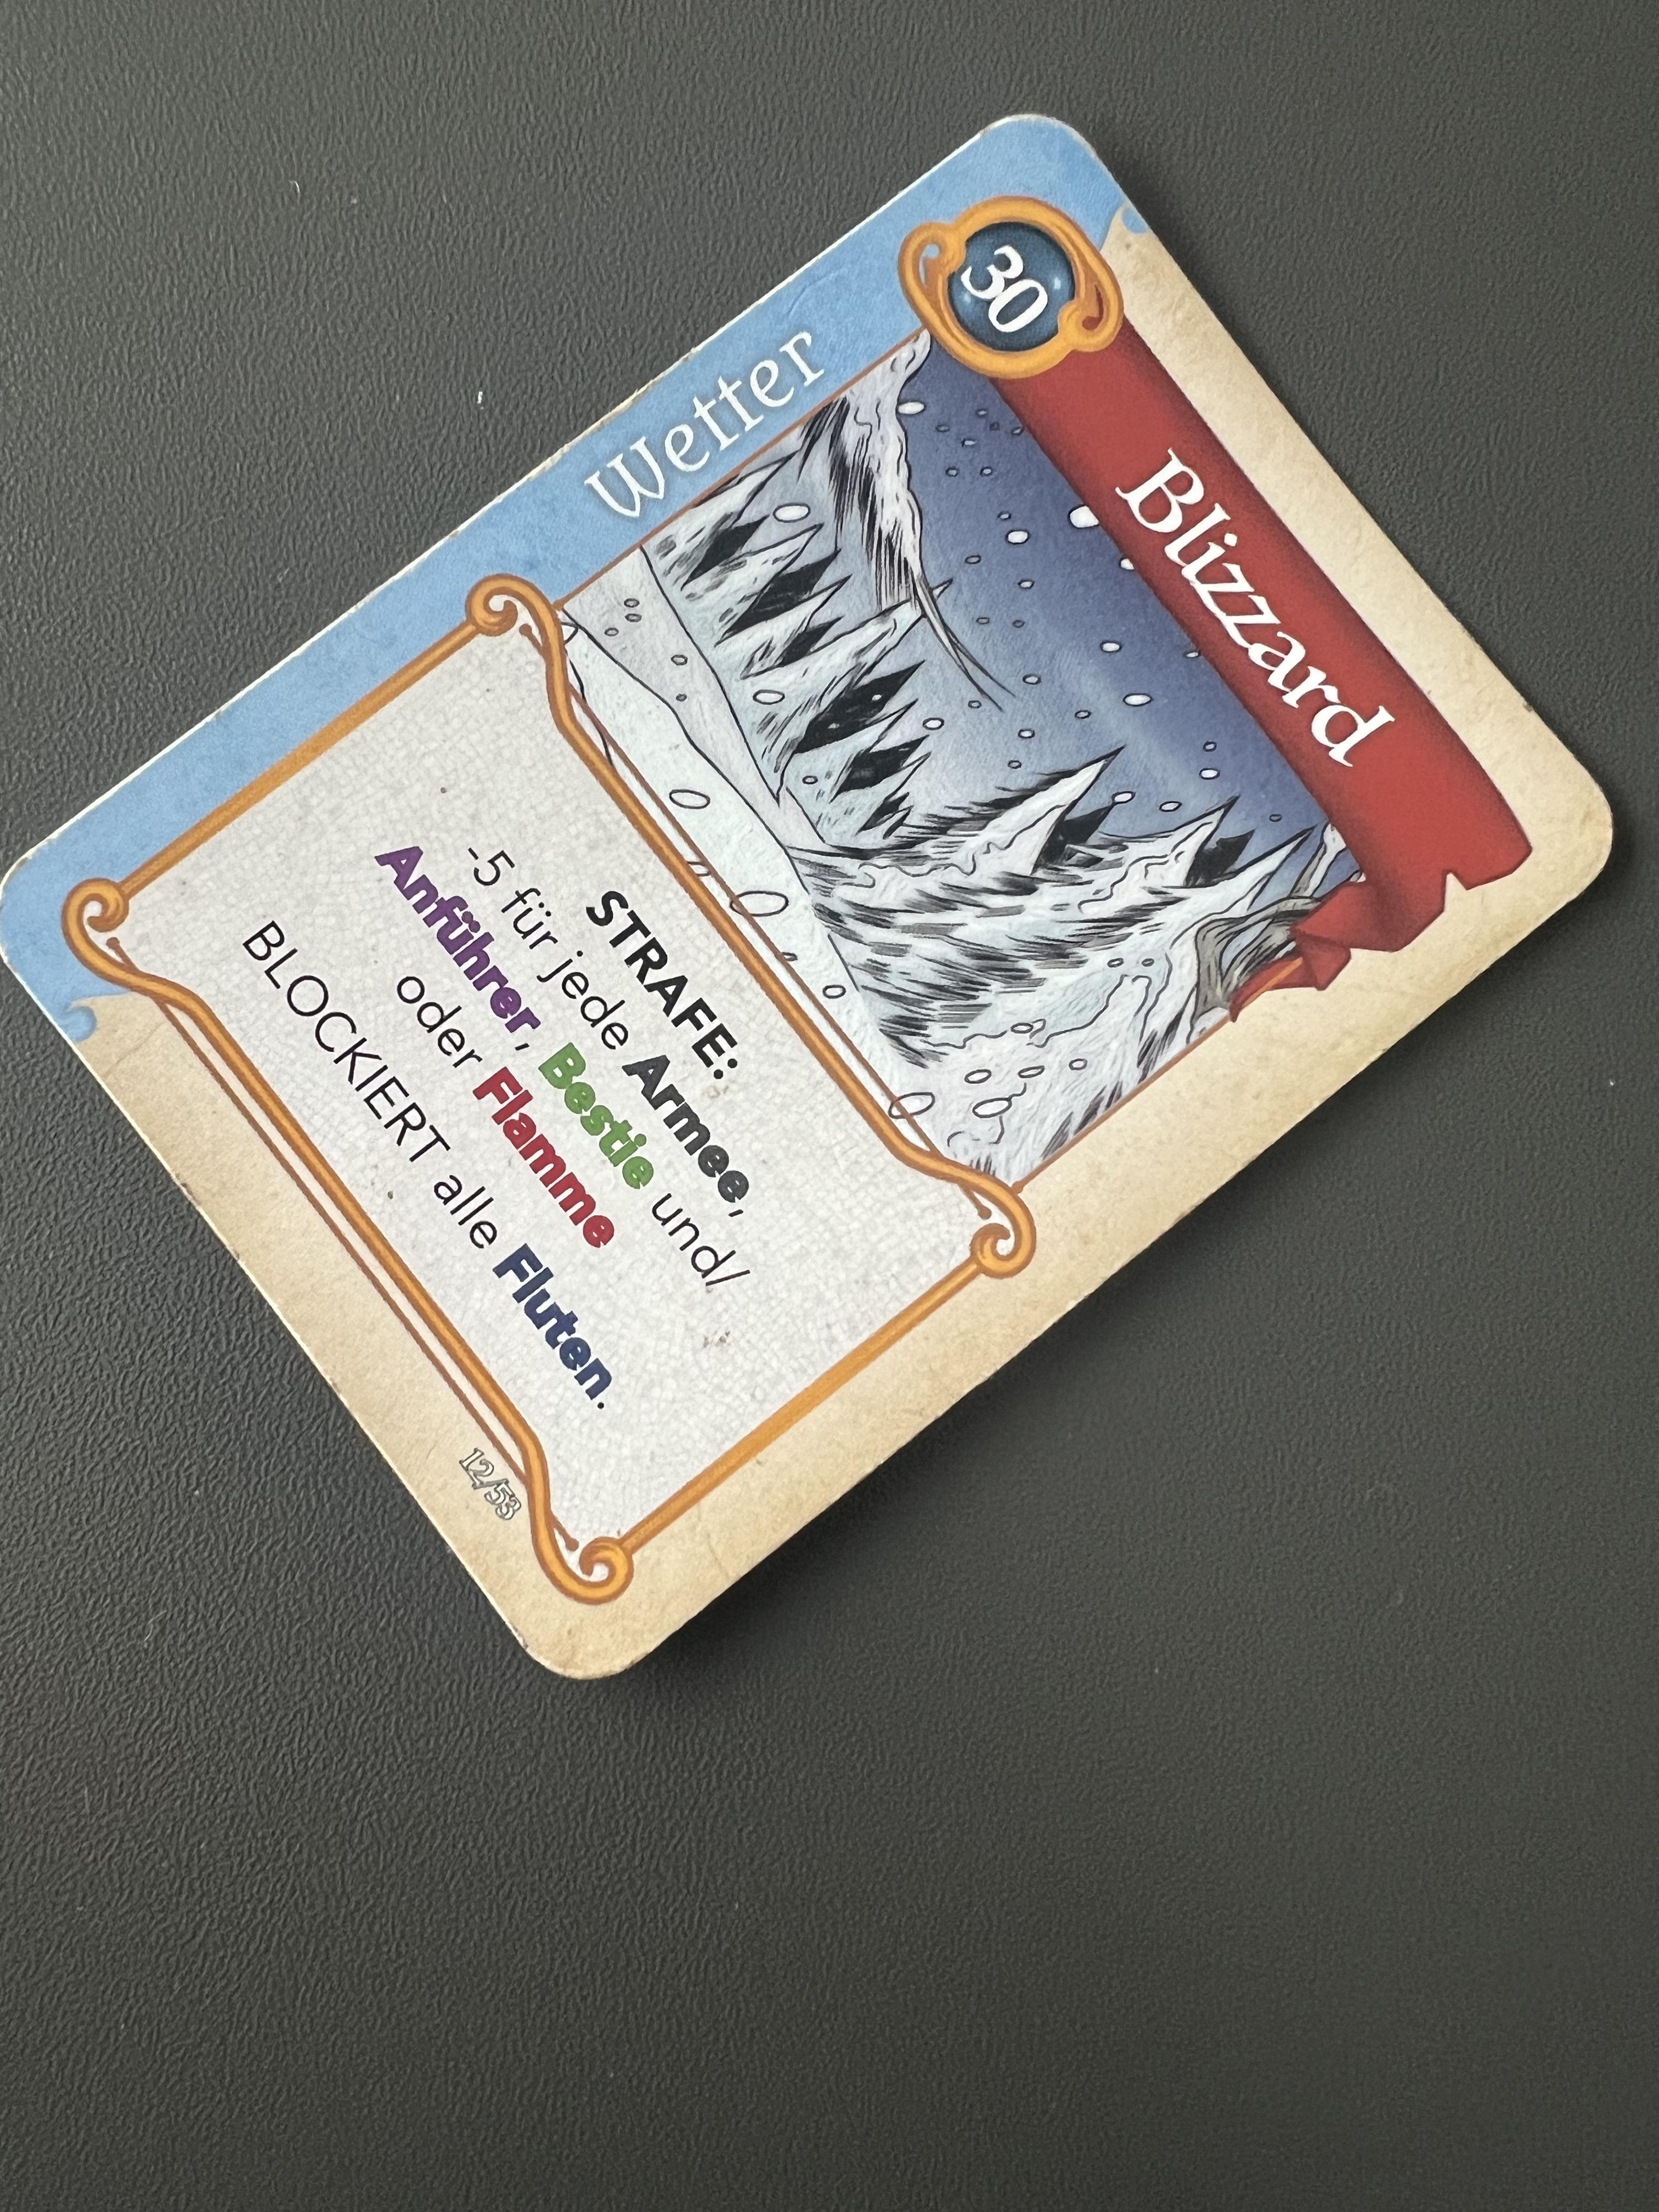 30
Blizzard
Wetter
STRAFE:
-5 für jede Armee,
Anführer, Bestie und/
oder Flamme
BLOCKIERT alle Fluten.
12/53